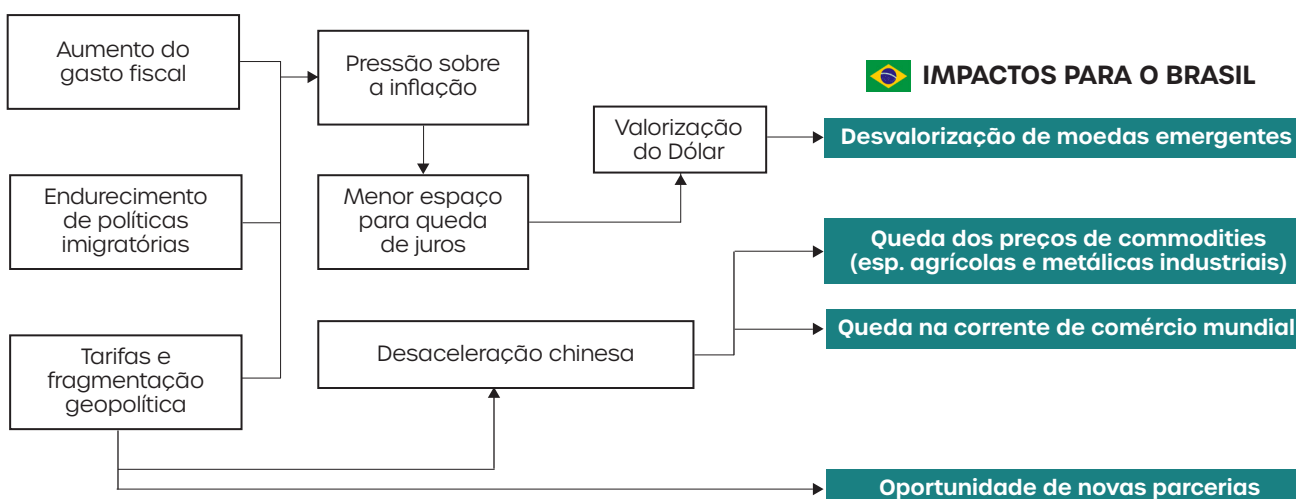 Aumento do
gasto fiscal
Pressão sobre
a inflação
IMPACTOS PARA O BRASIL
Valorização
do Dólar
Desvalorização de moedas emergentes
Endurecimento
de políticas
imigratórias
Menor espaço
para queda
de juros
Queda dos preços de commodities
(esp. agrícolas e metálicas industriais)
Tarifas e
fragmentação
geopolítica
Desaceleração chinesa
Queda na corrente de comércio mundial
Oportunidade de novas parcerias